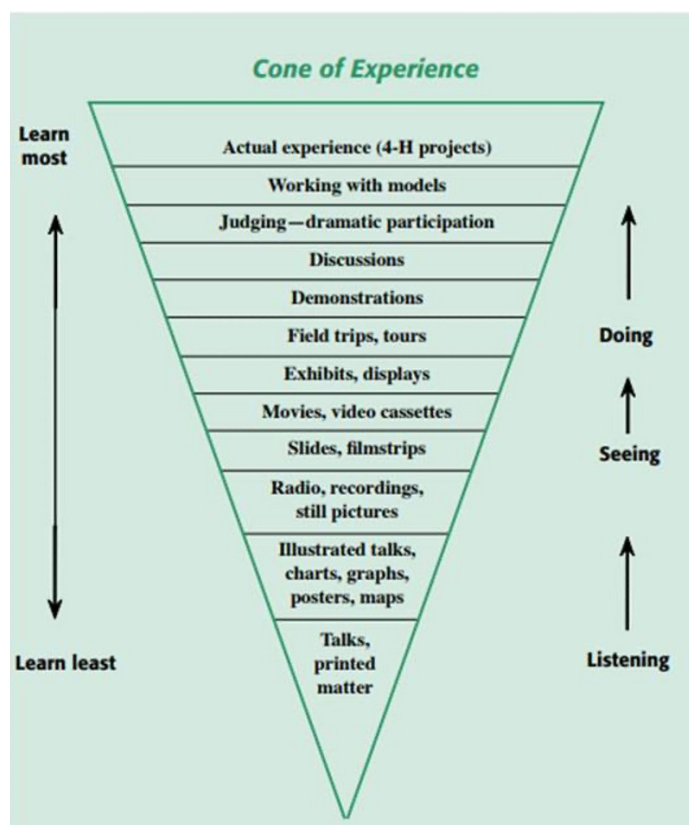 Cone of Experience
Learn
most
Actual experience (4-H projects)
Working with models
Judging—dramatic participation
Discussions
Demonstrations
Field trips, tours
Doing
Exhibits, displays
Movies, video cassettes
Slides, filmstrips
Seeing
Radio, recordings,
still pictures
Illustrated talks,
charts, graphs,
posters, maps
Talks,
printed
matter
Learn least
Listening